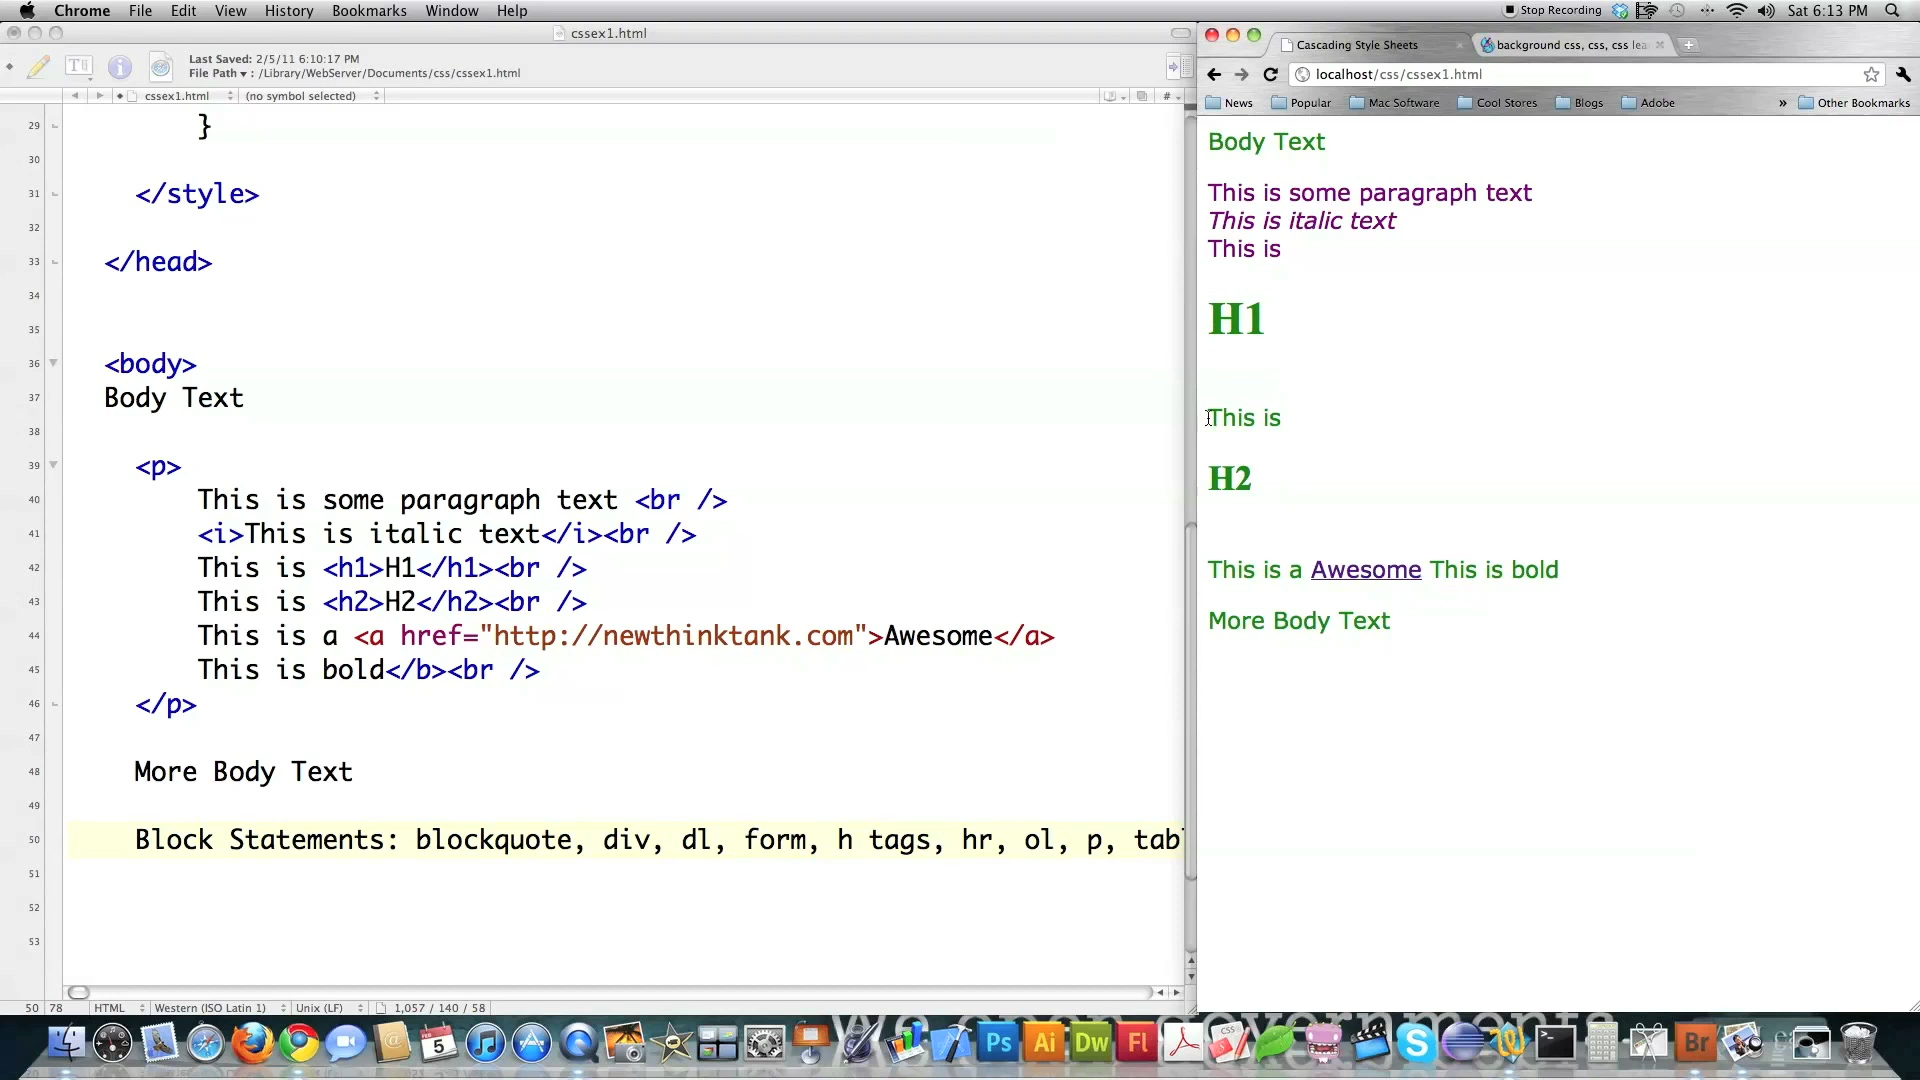 Chrome File Edit View History Bookmarks Window Help
Stop Recording Sat 6:13 PM
cssex1.html
Last Saved: 2/5/11 6:10:17 PM
File Path ▾ : /Library/WebServer/Documents/css/cssex1.html
cssex1.html (no symbol selected) #
29 }
30
31 </style>
32
33 </head>
34
35
36 <body>
37 Body Text
38
39 <p>
40 This is some paragraph text <br />
41 <i>This is italic text</i><br />
42 This is <h1>H1</h1><br />
43 This is <h2>H2</h2><br />
44 This is a <a href="http://newthinktank.com">Awesome</a>
45 This is bold</b><br />
46 </p>
47
48 More Body Text
49
50 Block Statements: blockquote, div, dl, form, h tags, hr, ol, p, tab
51
52
53
50 78 HTML Western (ISO Latin 1) Unix (LF) 1,057 / 140 / 58
Cascading Style Sheets background css, css, css lea
localhost/css/cssex1.html
News Popular Mac Software Cool Stores Blogs Adobe » Other Bookmarks
Body Text
This is some paragraph text
This is italic text
This is
H1
This is
H2
This is a Awesome This is bold
More Body Text
FEB
5
Ps Ai Dw Fl CSS S Br